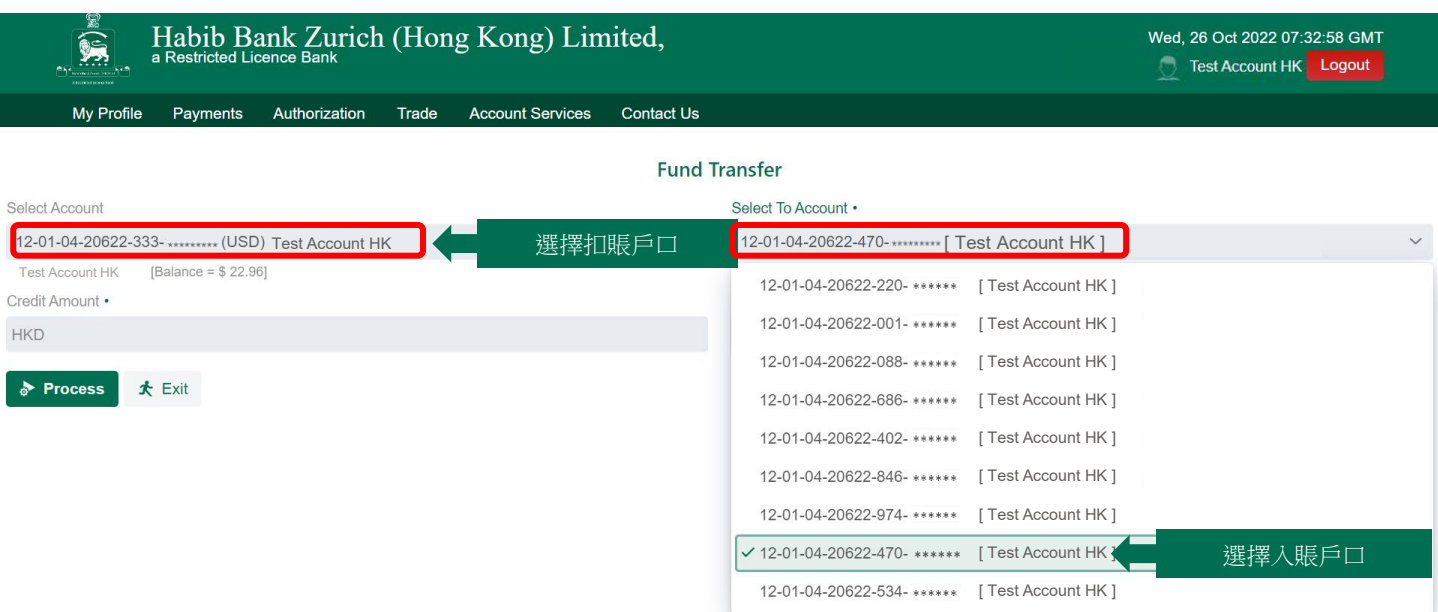 Habib Bank Zurich (Hong Kong) Limited,
a Restricted Licence Bank
Wed, 26 Oct 2022 07:32:58 GMT
Test Account HK Logout
My Profile Payments Authorization Trade Account Services Contact Us
Fund Transfer
Select Account
12-01-04-20622-333- ********* (USD) Test Account HK
選擇扣賬戶口
Test Account HK [Balance = $ 22.96]
Credit Amount •
HKD
Process Exit
Select To Account •
12-01-04-20622-470- ********* [ Test Account HK ]
12-01-04-20622-220- ****** [ Test Account HK ]
12-01-04-20622-001- ****** [ Test Account HK ]
12-01-04-20622-088- ****** [ Test Account HK ]
12-01-04-20622-686- ****** [ Test Account HK ]
12-01-04-20622-402- ****** [ Test Account HK ]
12-01-04-20622-846- ****** [ Test Account HK ]
12-01-04-20622-974- ****** [ Test Account HK ]
12-01-04-20622-470- ****** [ Test Account HK ]
選擇入賬戶口
12-01-04-20622-534- ****** [ Test Account HK ]